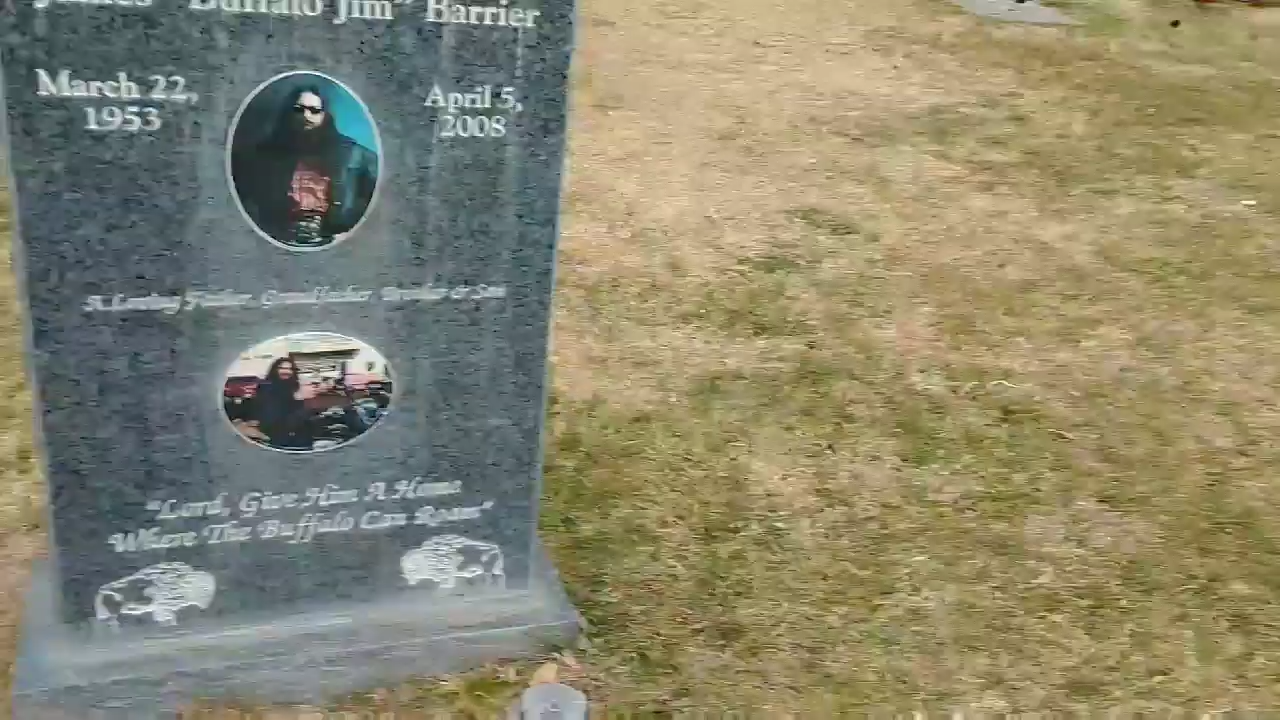 James "Buffalo Jim" Barrier
March 22,
1953
April 5,
2008
A Loving Father, Grandfather, Brother & Son
"Lord, Give Him A Home
Where The Buffalo Can Roam"